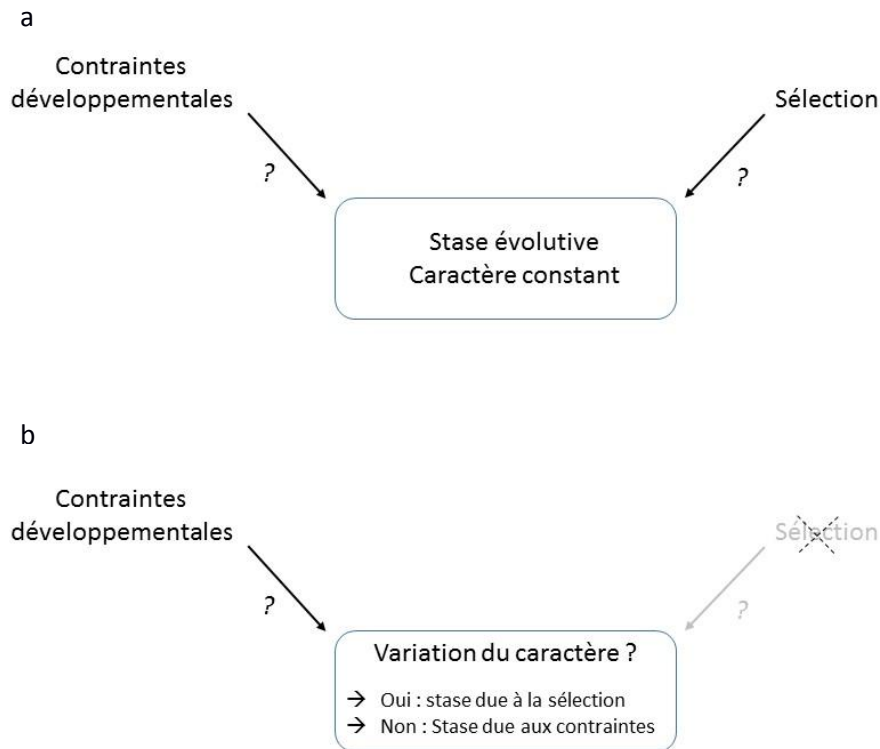 a
Contraintes
développementales
Sélection
?
?
Stase évolutive
Caractère constant
b
Contraintes
développementales
Sélection
?
?
Variation du caractère ?
→ Oui : stase due à la sélection
→ Non : Stase due aux contraintes